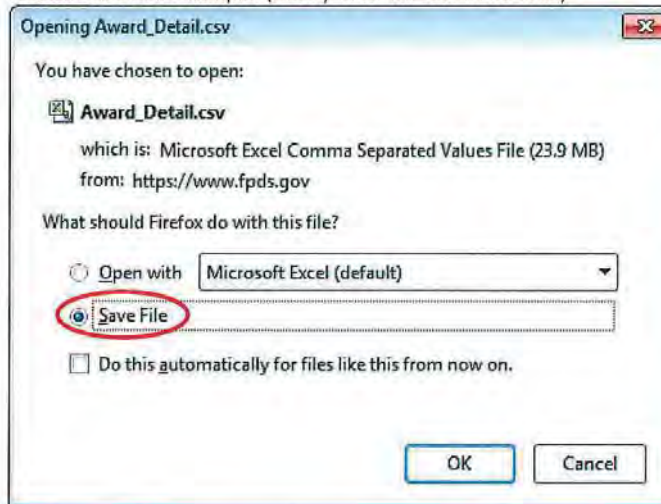 Opening Award_Detail.csv
You have chosen to open:
Award_Detail.csv
which is: Microsoft Excel Comma Separated Values File (23.9 MB)
from: https://www.fpds.gov
What should Firefox do with this file?
Open with Microsoft Excel (default)
Save File
Do this automatically for files like this from now on.
OK Cancel